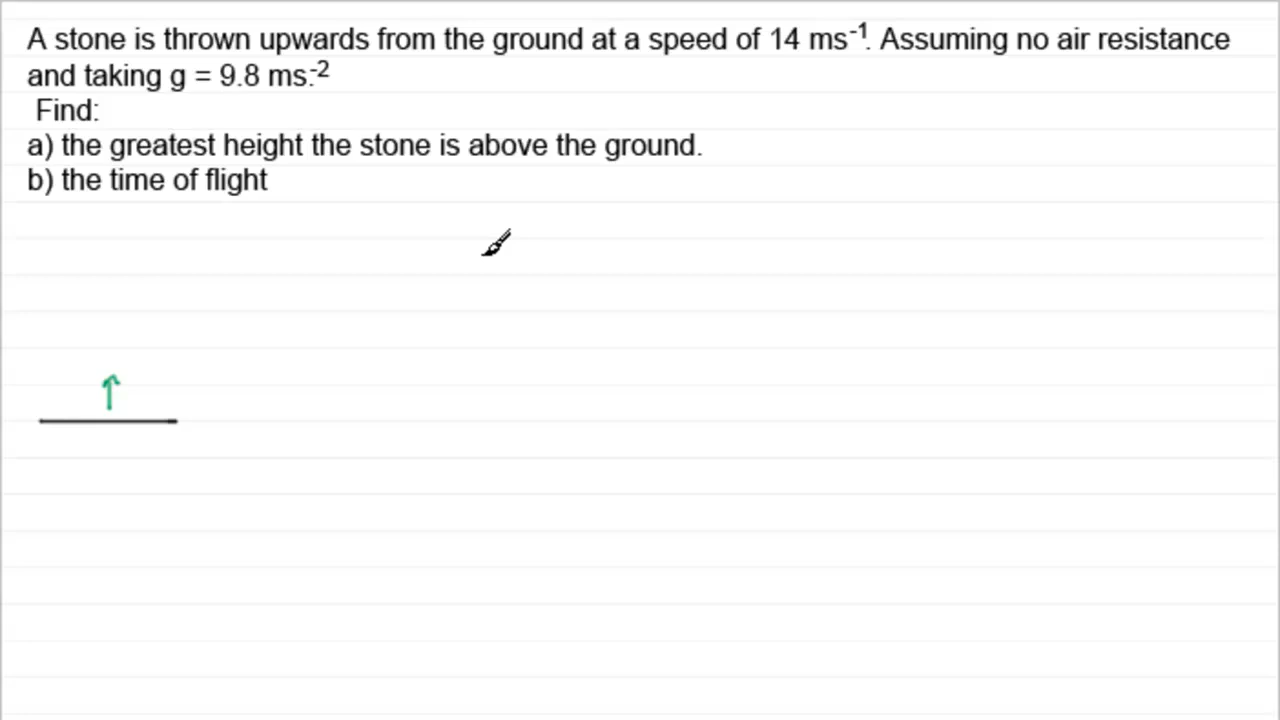 A stone is thrown upwards from the ground at a speed of 14 ms⁻¹. Assuming no air resistance
and taking g = 9.8 ms.⁻²
Find:
a) the greatest height the stone is above the ground.
b) the time of flight